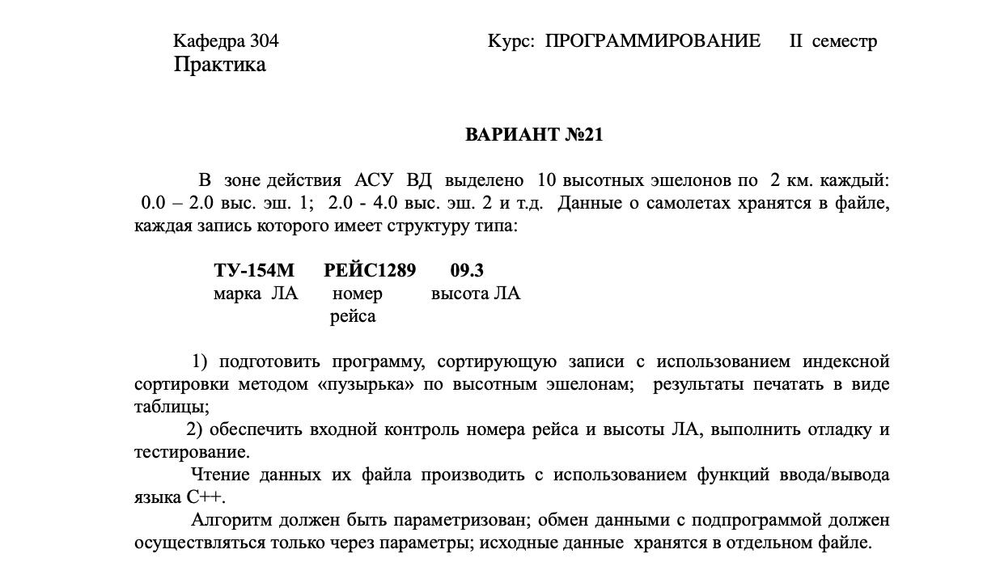 Кафедра 304 Курс: ПРОГРАММИРОВАНИЕ II семестр
Практика
ВАРИАНТ №21
В зоне действия АСУ ВД выделено 10 высотных эшелонов по 2 км. каждый:
0.0 – 2.0 выс. эш. 1; 2.0 - 4.0 выс. эш. 2 и т.д. Данные о самолетах хранятся в файле,
каждая запись которого имеет структуру типа:
ТУ-154М РЕЙС1289 09.3
марка ЛА номер высота ЛА
рейса
1) подготовить программу, сортирующую записи с использованием индексной
сортировки методом «пузырька» по высотным эшелонам; результаты печатать в виде
таблицы;
2) обеспечить входной контроль номера рейса и высоты ЛА, выполнить отладку и
тестирование.
Чтение данных их файла производить с использованием функций ввода/вывода
языка С++.
Алгоритм должен быть параметризован; обмен данными с подпрограммой должен
осуществляться только через параметры; исходные данные хранятся в отдельном файле.